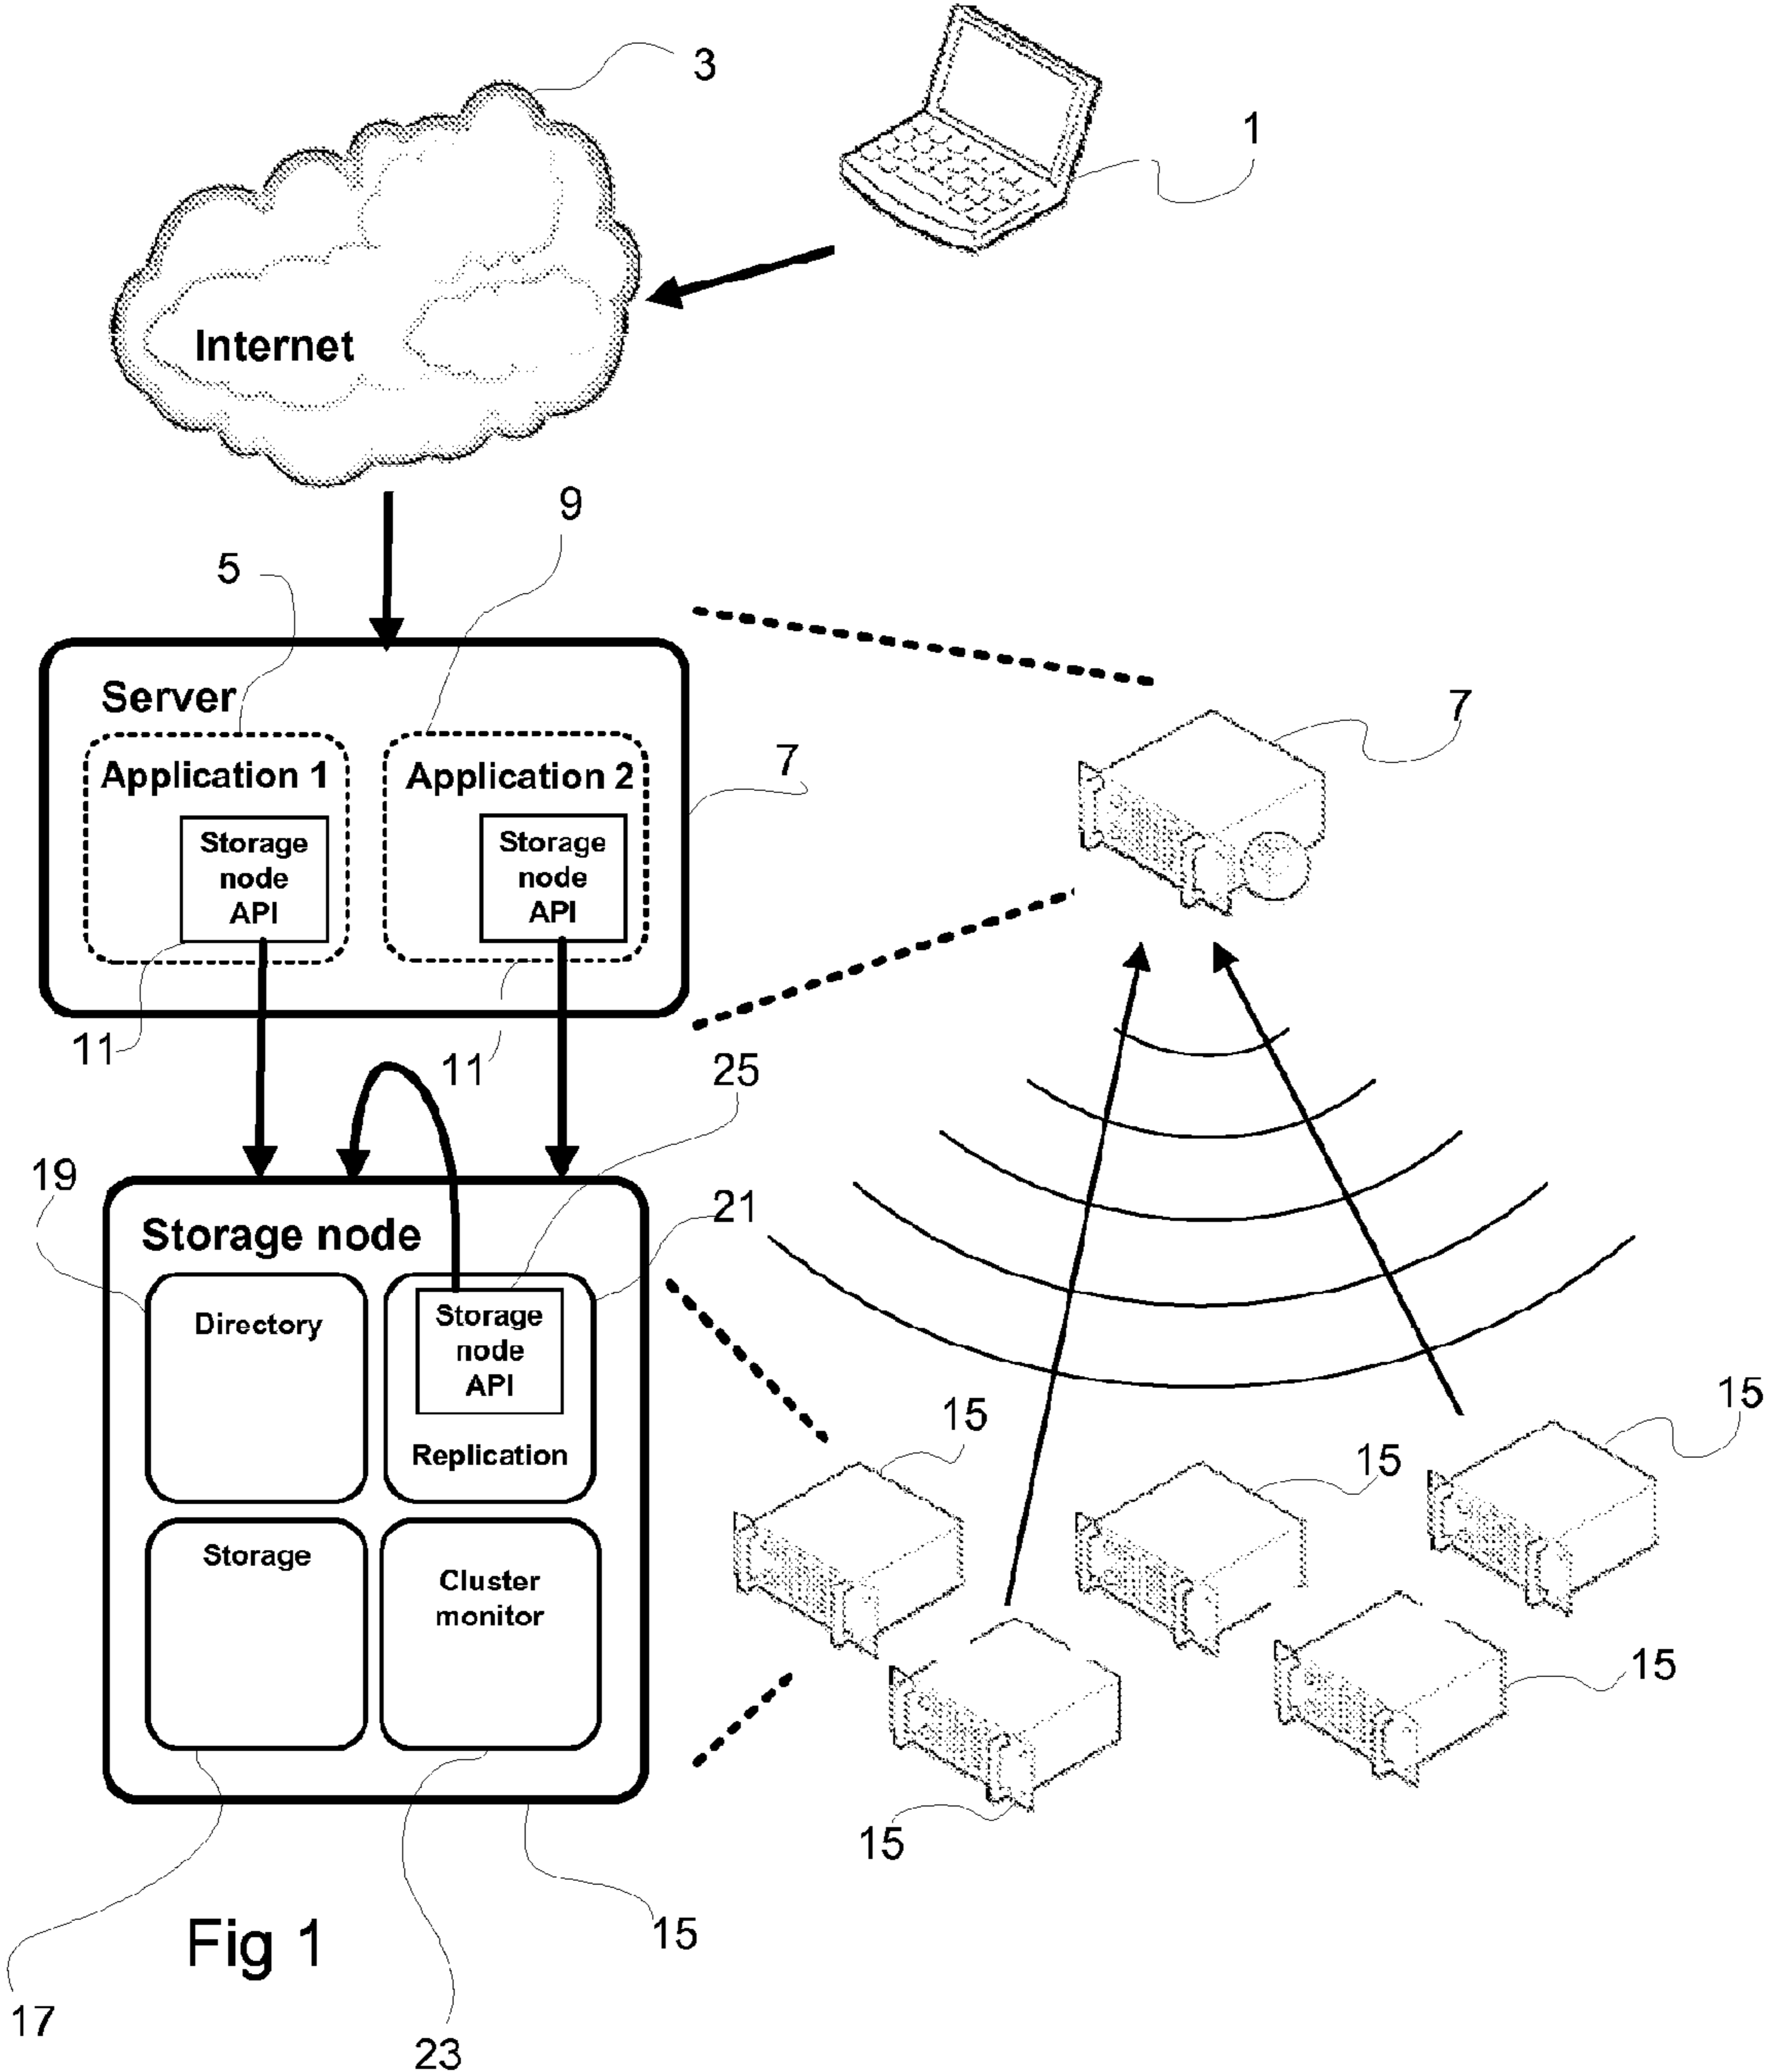 3
1
Internet
9
5
Server
7
7
Application 1
Application 2
Storage
node
API
Storage
node
API
11
11
25
19
21
Storage node
Directory
Storage
node
API
Replication
15
15
15
Storage
Cluster
monitor
15
15
15
Fig 1
17
23